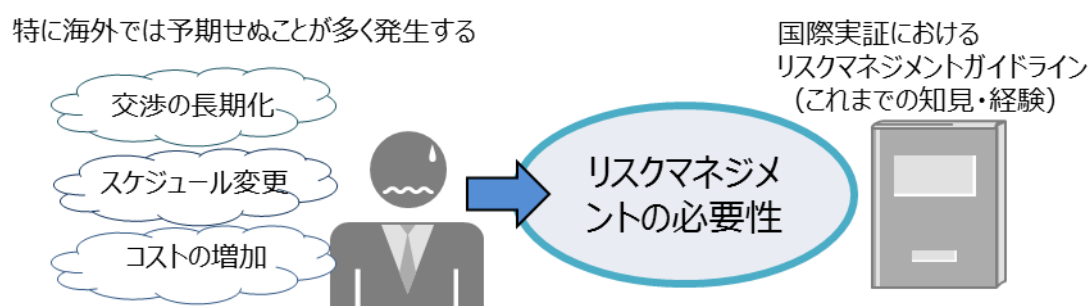 特に海外では予期せぬことが多く発生する
交渉の長期化
スケジュール変更
コストの増加
リスクマネジメ
ントの必要性
国際実証における
リスクマネジメントガイドライン
（これまでの知見・経験）